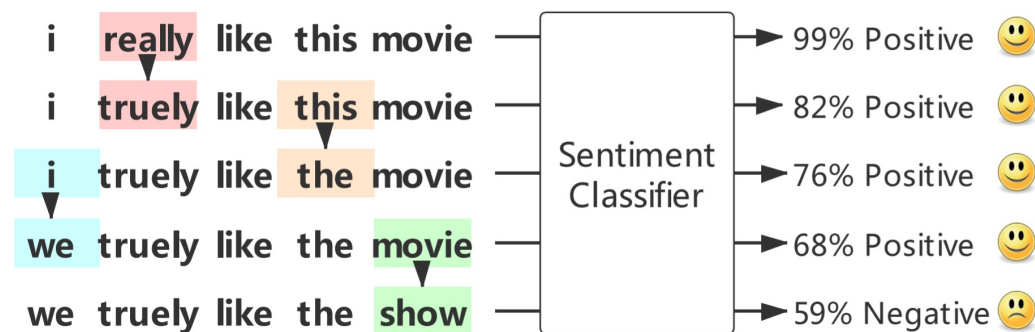 i really like this movie 99% Positive
i truely like this movie 82% Positive
i truely like the movie 76% Positive
Sentiment
Classifier
we truely like the movie 68% Positive
we truely like the show 59% Negative